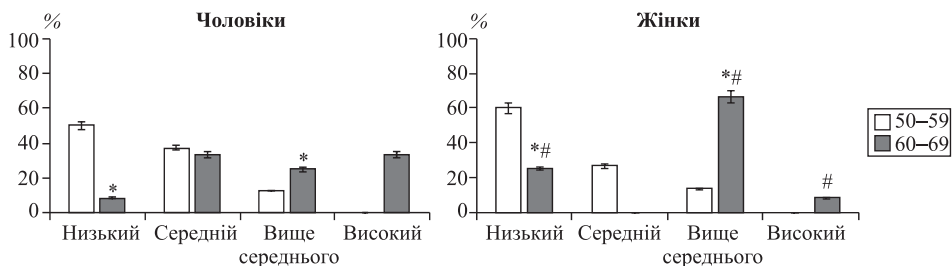 Чоловіки
%
100
80
60
40
20
0
*
*
Низький
Середній
Вище
середнього
Високий
Жінки
%
100
80
60
40
20
0
*#
*#
#
Низький
Середній
Вище
середнього
Високий
50–59
60–69